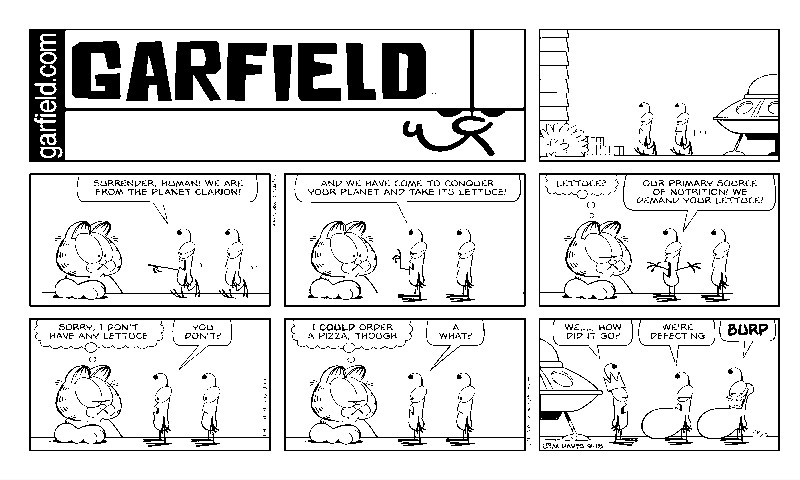 garfield.com
GARFIELD
SURRENDER, HUMAN! WE ARE
FROM THE PLANET CLARION!
AND WE HAVE COME TO CONQUER
YOUR PLANET AND TAKE ITS LETTUCE!
LETTUCE?
OUR PRIMARY SOURCE
OF NUTRITION! WE
DEMAND YOUR LETTUCE!
SORRY, I DON'T
HAVE ANY LETTUCE
YOU
DON'T?
I COULD ORDER
A PIZZA, THOUGH
A
WHAT?
WE.... HOW
DID IT GO?
WE'RE
DEFECTING
BURP